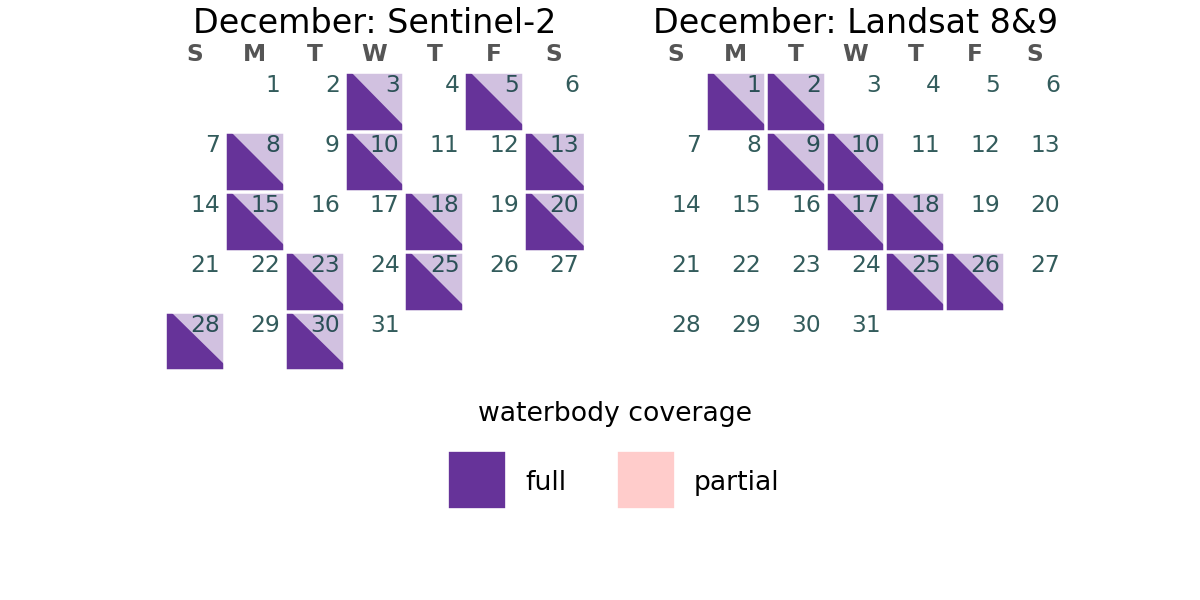 December: Sentinel-2
S M T W T F S
1 2 3 4 5 6
7 8 9 10 11 12 13
14 15 16 17 18 19 20
21 22 23 24 25 26 27
28 29 30 31
December: Landsat 8&9
S M T W T F S
1 2 3 4 5 6
7 8 9 10 11 12 13
14 15 16 17 18 19 20
21 22 23 24 25 26 27
28 29 30 31
waterbody coverage
full partial